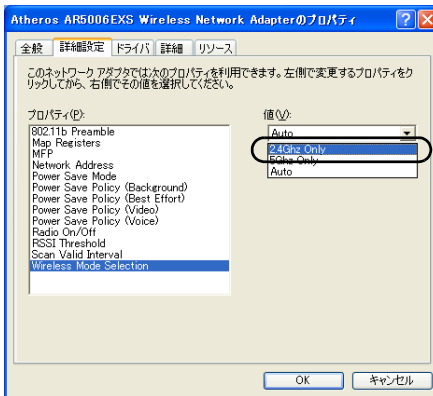 Atheros AR5006EXS Wireless Network Adapterのプロパティ
全般 詳細設定 ドライバ 詳細 リソース
このネットワーク アダプタでは次のプロパティを利用できます。左側で変更するプロパティをク
リックしてから、右側でその値を選択してください。
プロパティ(P):
802.11b Preamble
Map Registers
MFP
Network Address
Power Save Mode
Power Save Policy (Background)
Power Save Policy (Best Effort)
Power Save Policy (Video)
Power Save Policy (Voice)
Radio On/Off
RSSI Threshold
Scan Valid Interval
Wireless Mode Selection
値(V):
Auto
2.4Ghz Only
5Ghz Only
Auto
OK キャンセル